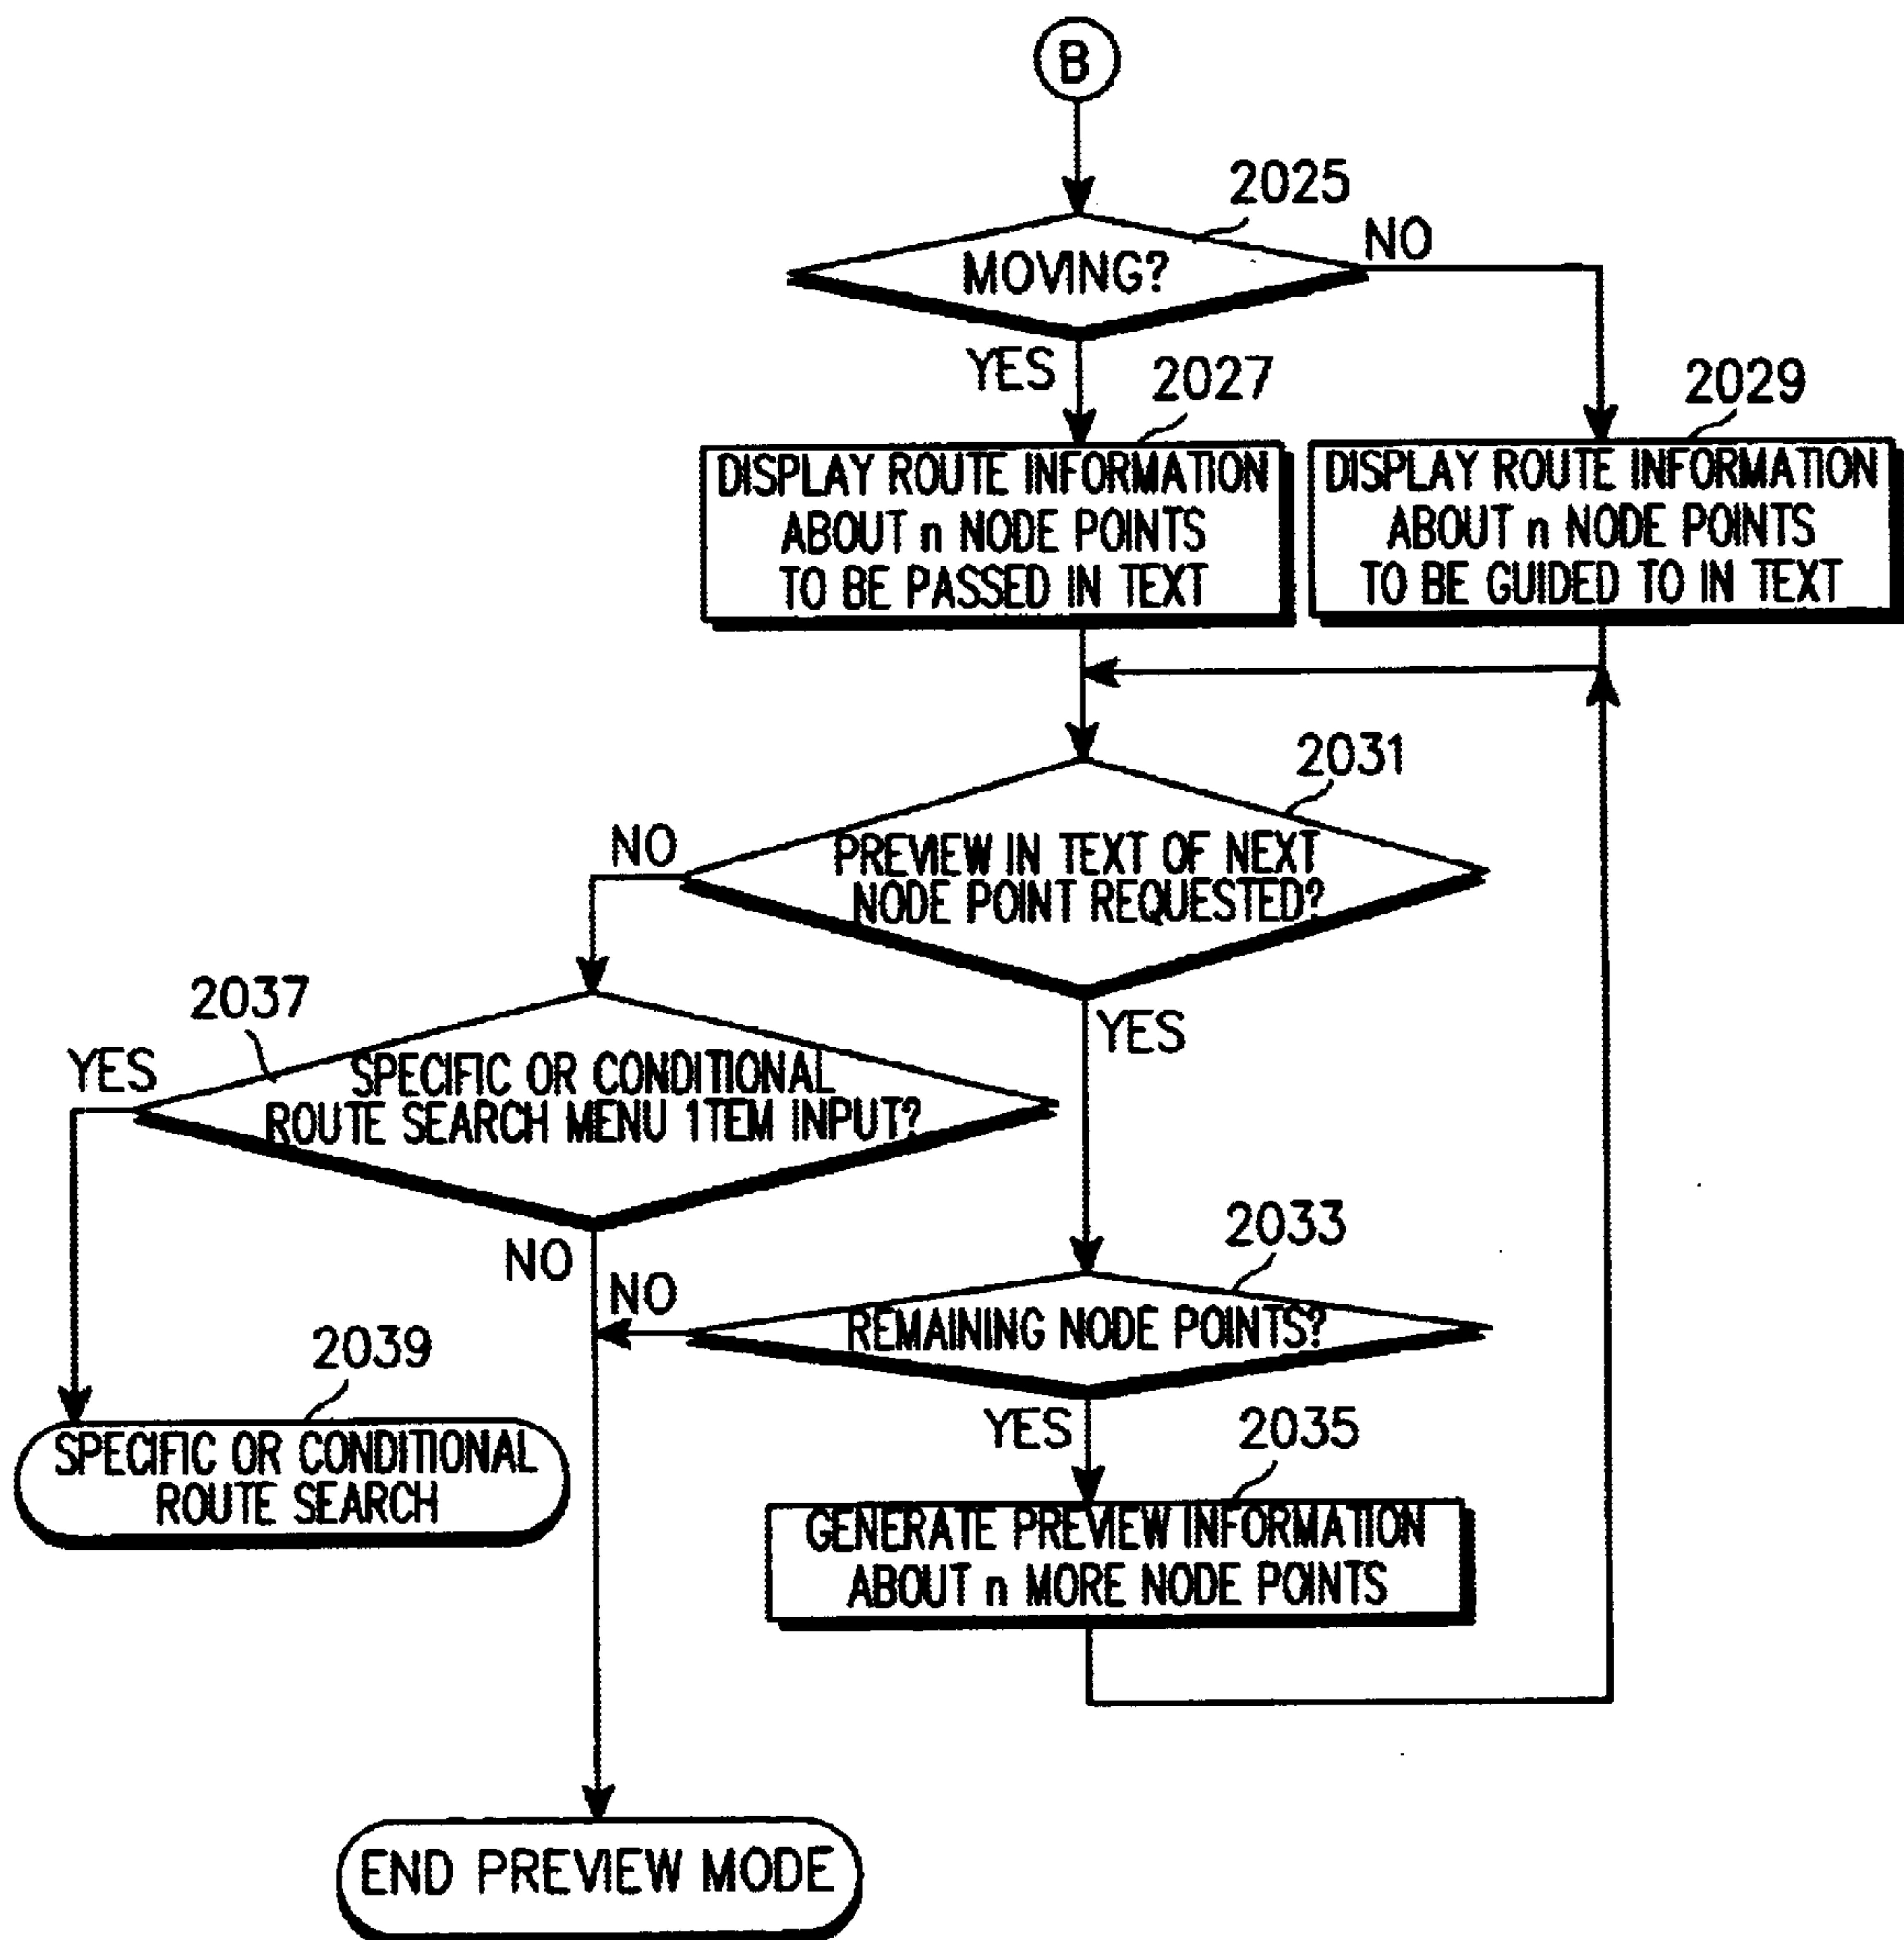 B
2025
MOVING?
NO
YES
2027
2029
DISPLAY ROUTE INFORMATION
ABOUT n NODE POINTS
TO BE PASSED IN TEXT
DISPLAY ROUTE INFORMATION
ABOUT n NODE POINTS
TO BE GUIDED TO IN TEXT
2031
NO
PREVIEW IN TEXT OF NEXT
NODE POINT REQUESTED?
YES
2037
YES
SPECIFIC OR CONDITIONAL
ROUTE SEARCH MENU 1TEM INPUT?
NO
2033
NO
REMAINING NODE POINTS?
2039
YES
2035
SPECIFIC OR CONDITIONAL
ROUTE SEARCH
GENERATE PREVIEW INFORMATION
ABOUT n MORE NODE POINTS
END PREVIEW MODE